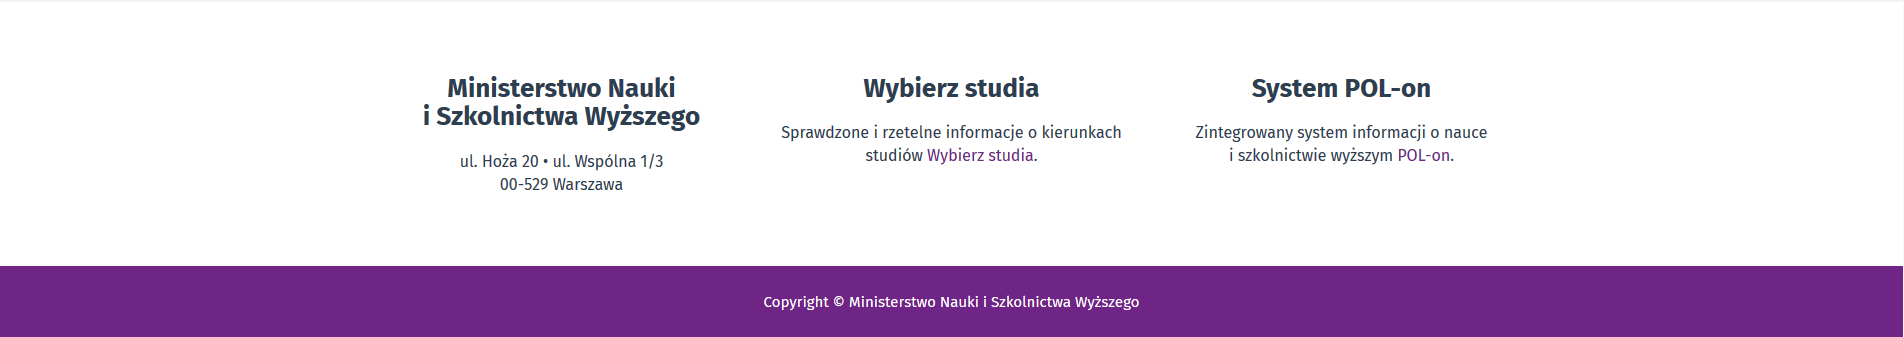 Ministerstwo Nauki
i Szkolnictwa Wyższego
ul. Hoża 20 • ul. Wspólna 1/3
00-529 Warszawa
Wybierz studia
Sprawdzone i rzetelne informacje o kierunkach
studiów Wybierz studia.
System POL-on
Zintegrowany system informacji o nauce
i szkolnictwie wyższym POL-on.
Copyright © Ministerstwo Nauki i Szkolnictwa Wyższego